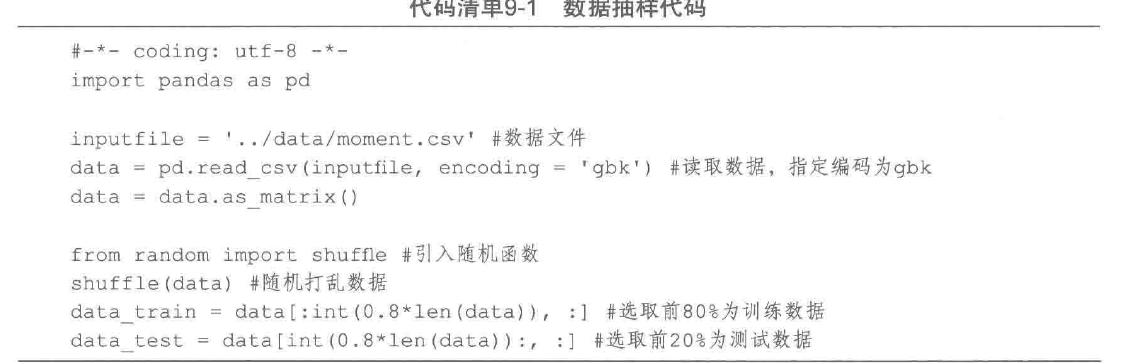 代码清单9-1 数据抽样代码
#-*- coding: utf-8 -*-
import pandas as pd
inputfile = '../data/moment.csv' #数据文件
data = pd.read_csv(inputfile, encoding = 'gbk') #读取数据，指定编码为gbk
data = data.as_matrix()
from random import shuffle #引入随机函数
shuffle(data) #随机打乱数据
data_train = data[:int(0.8*len(data)), :] #选取前80%为训练数据
data_test = data[int(0.8*len(data)):, :] #选取前20%为测试数据